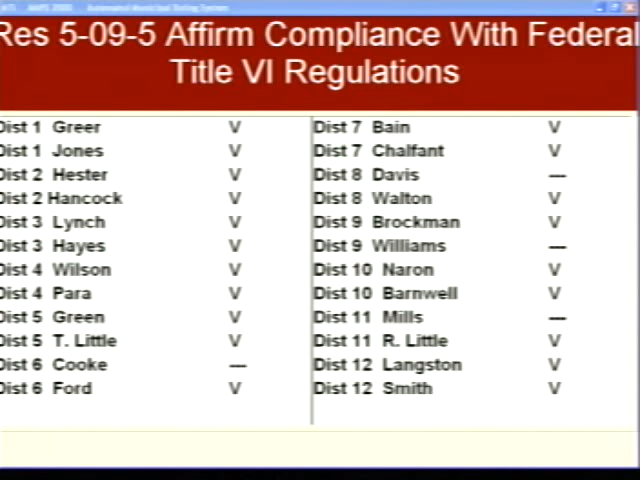 Res 5-09-5 Affirm Compliance With Federal
Title VI Regulations
Dist 1 Greer V
Dist 1 Jones V
Dist 2 Hester V
Dist 2 Hancock V
Dist 3 Lynch V
Dist 3 Hayes V
Dist 4 Wilson V
Dist 4 Para V
Dist 5 Green V
Dist 5 T. Little V
Dist 6 Cooke ---
Dist 6 Ford V
Dist 7 Bain V
Dist 7 Chalfant V
Dist 8 Davis ---
Dist 8 Walton V
Dist 9 Brockman V
Dist 9 Williams ---
Dist 10 Naron V
Dist 10 Barnwell V
Dist 11 Mills ---
Dist 11 R. Little V
Dist 12 Langston V
Dist 12 Smith V